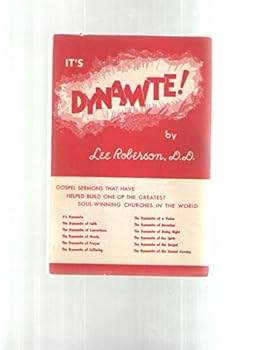 IT'S
DYNAMITE!
by
Lee Roberson, D.D.
GOSPEL SERMONS THAT HAVE
HELPED BUILD ONE OF THE GREATEST
SOUL-WINNING CHURCHES IN THE WORLD
It's Dynamite
The Dynamite of Faith
The Dynamite of Convictions
The Dynamite of Words
The Dynamite of Prayer
The Dynamite of Suffering
The Dynamite of a Vision
The Dynamite of Devotion
The Dynamite of Doing Right
The Dynamite of the Spirit
The Dynamite of the Gospel
The Dynamite of the Second Coming